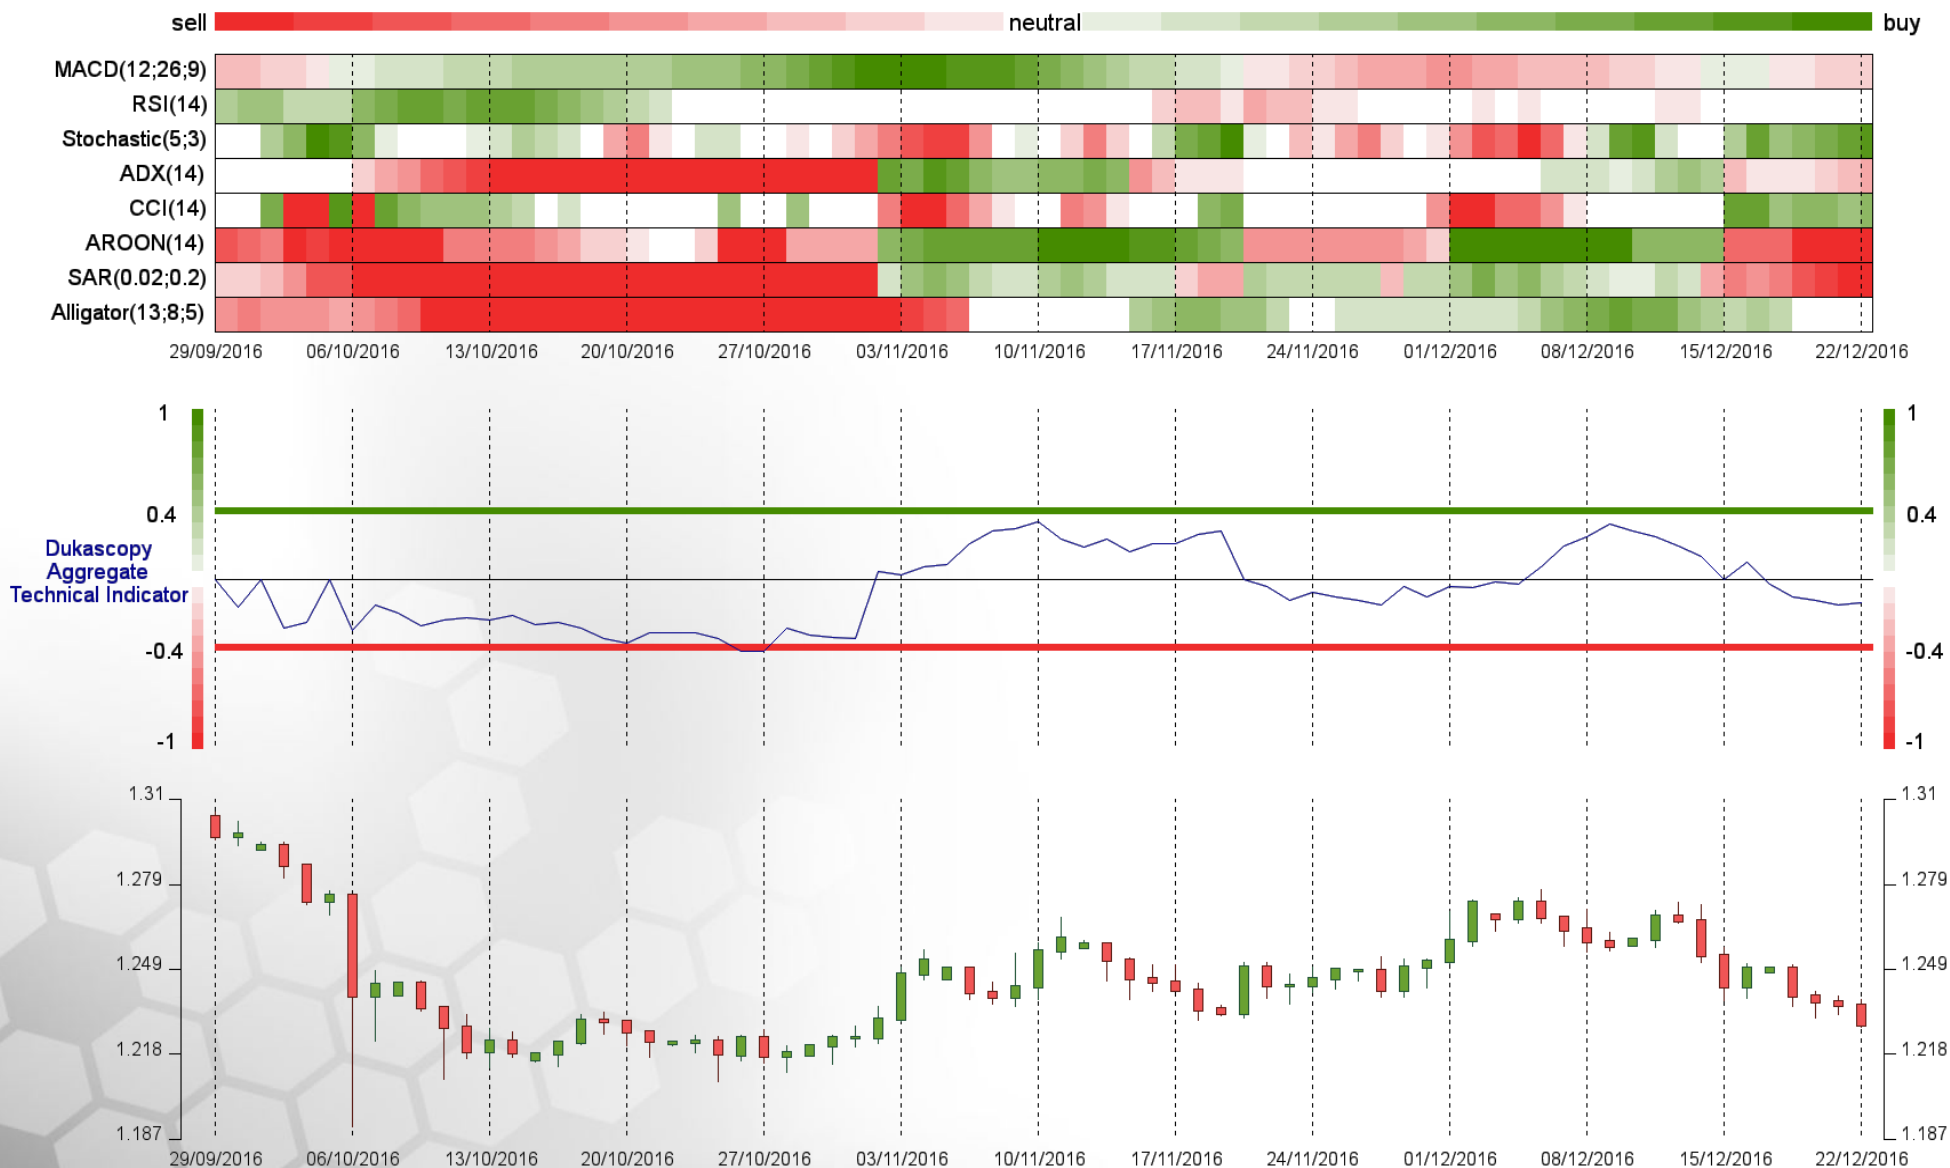 sell neutral buy
MACD(12;26;9)
RSI(14)
Stochastic(5;3)
ADX(14)
CCI(14)
AROON(14)
SAR(0.02;0.2)
Alligator(13;8;5)
29/09/2016 06/10/2016 13/10/2016 20/10/2016 27/10/2016 03/11/2016 10/11/2016 17/11/2016 24/11/2016 01/12/2016 08/12/2016 15/12/2016 22/12/2016
1 1
0.4 0.4
Dukascopy
Aggregate
Technical Indicator
-0.4 -0.4
-1 -1
1.31 1.31
1.279 1.279
1.249 1.249
1.218 1.218
1.187 1.187
29/09/2016 06/10/2016 13/10/2016 20/10/2016 27/10/2016 03/11/2016 10/11/2016 17/11/2016 24/11/2016 01/12/2016 08/12/2016 15/12/2016 22/12/2016